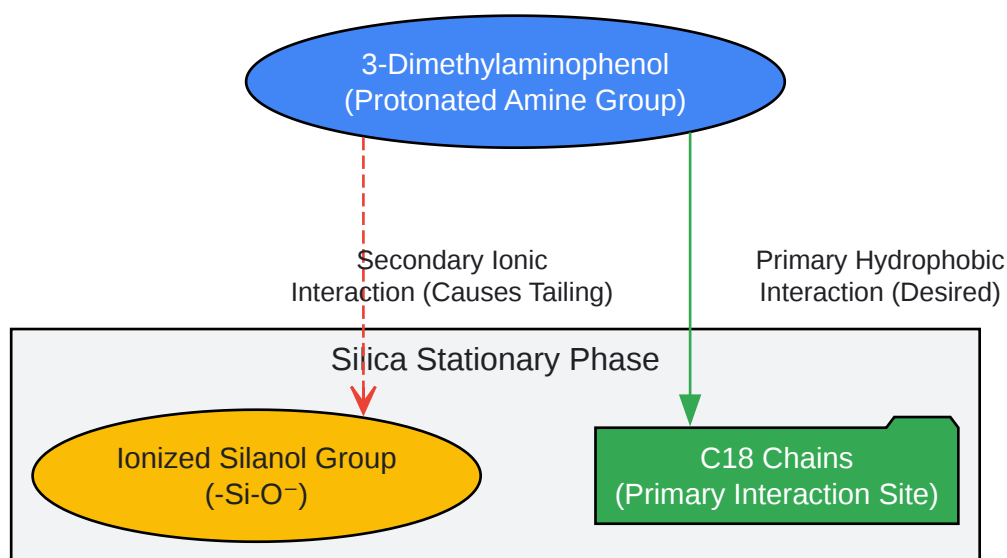 3-Dimethylaminophenol
(Protonated Amine Group)
Secondary Ionic
Interaction (Causes Tailing)
Primary Hydrophobic
Interaction (Desired)
Silica Stationary Phase
Ionized Silanol Group
(-Si-O⁻)
C18 Chains
(Primary Interaction Site)